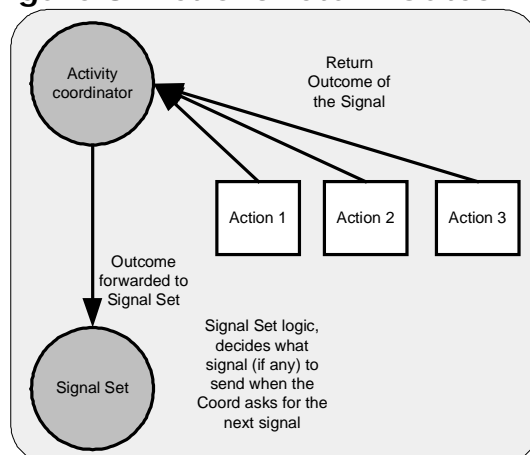 Activity
coordinator
Return
Outcome of
the Signal
Action 1
Action 2
Action 3
Outcome
forwarded to
Signal Set
Signal Set logic,
decides what
signal (if any) to
send when the
Coord asks for the
next signal
Signal Set